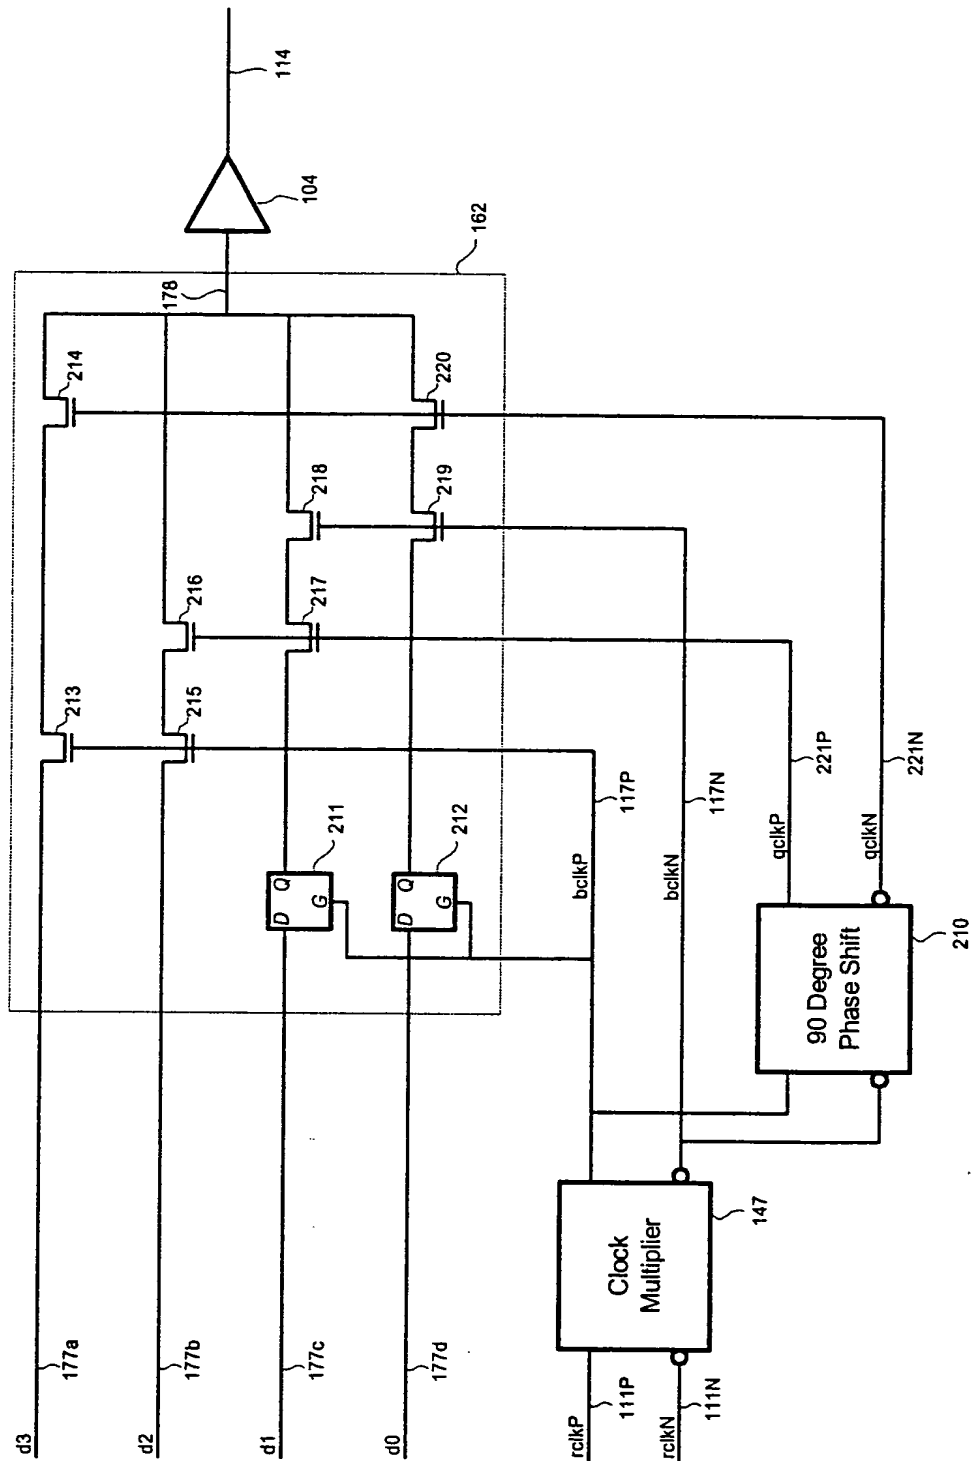 114
104
162
178
214
220
218
219
216
217
213
215
211
212
D
Q
G
D
Q
G
d3
177a
d2
177b
d1
177c
d0
177d
bclkP
117P
bclkN
117N
qclkP
221P
qclkN
221N
90 Degree
Phase Shift
210
Clock
Multiplier
147
rclkP
111P
rclkN
111N